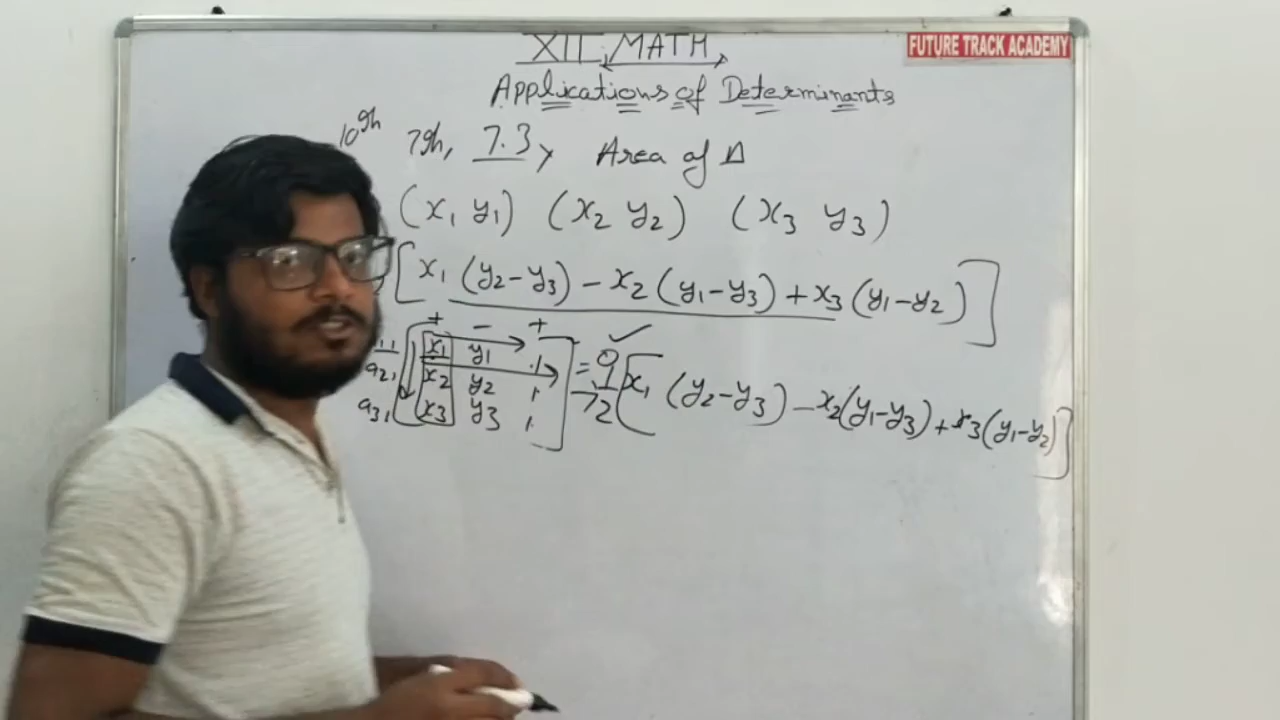 XII MATH
FUTURE TRACK ACADEMY
Applications of Determinants
10th 7th, 7.3, Area of Δ
(x₁ y₁) (x₂ y₂) (x₃ y₃)
[x₁ (y₂-y₃) - x₂ (y₁-y₃) + x₃ (y₁-y₂)]
+ - +
x₁ y₁ 1
a₂₁ x₂ y₂ 1
a₃₁ x₃ y₃ 1
= 1/2 [x₁ (y₂-y₃) - x₂(y₁-y₃) + x₃(y₁-y₂)]